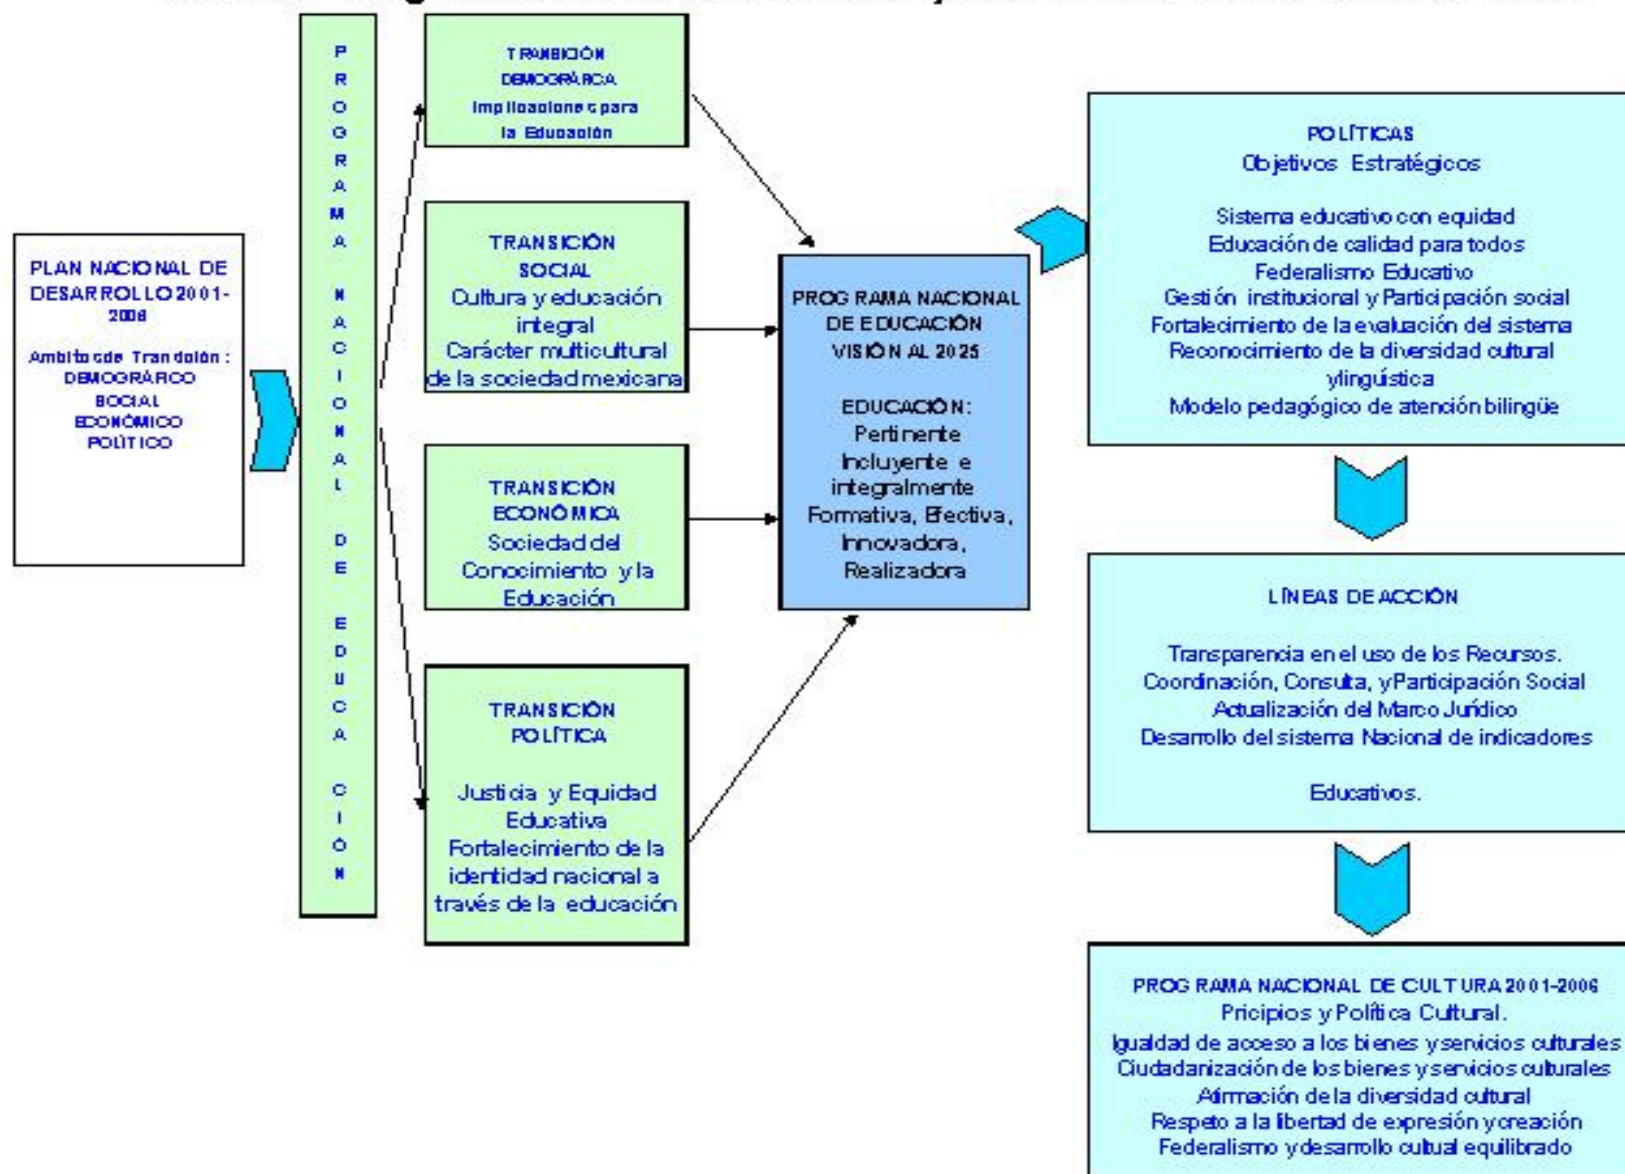 PLAN NACIONAL DE
DESARROLLO 2001-
2006
Ambitos de Transición :
DEMOGRÁFICO
SOCIAL
ECONÓMICO
POLÍTICO
PROGRAMA NACIONAL DE EDUCA CIÓN
TRANSICIÓN
DEMOGRÁFICA
Implicaciones para
la Educación
TRANSICIÓN
SOCIAL
Cultura y educación
integral
Carácter multicultural
de la sociedad mexicana
TRANSICIÓN
ECONÓMICA
Sociedad del
Conocimiento y la
Educación
TRANSICIÓN
POLÍTICA
Justicia y Equidad
Educativa
Fortalecimiento de la
identidad nacional a
través de la educación
PROGRAMA NACIONAL
DE EDUCACIÓN
VISIÓN AL 2025
EDUCACIÓN:
Pertinente
Incluyente e
integralmente
Formativa, Efectiva,
Innovadora,
Realizadora
POLÍTICAS
Objetivos Estratégicos
Sistema educativo con equidad
Educación de calidad para todos
Federalismo Educativo
Gestión institucional y Participación social
Fortalecimiento de la evaluación del sistema
Reconocimiento de la diversidad cultural
y lingüística
Modelo pedagógico de atención bilingüe
LÍNEAS DE ACCIÓN
Transparencia en el uso de los Recursos.
Coordinación, Consulta, y Participación Social
Actualización del Marco Jurídico
Desarrollo del sistema Nacional de indicadores
Educativos.
PROGRAMA NACIONAL DE CULTURA 2001-2006
Pricipios y Política Cultural.
Igualdad de acceso a los bienes y servicios culturales
Ciudadanización de los bienes y servicios culturales
Afirmación de la diversidad cultural
Respeto a la libertad de expresión y creación
Federalismo y desarrollo cultual equilibrado